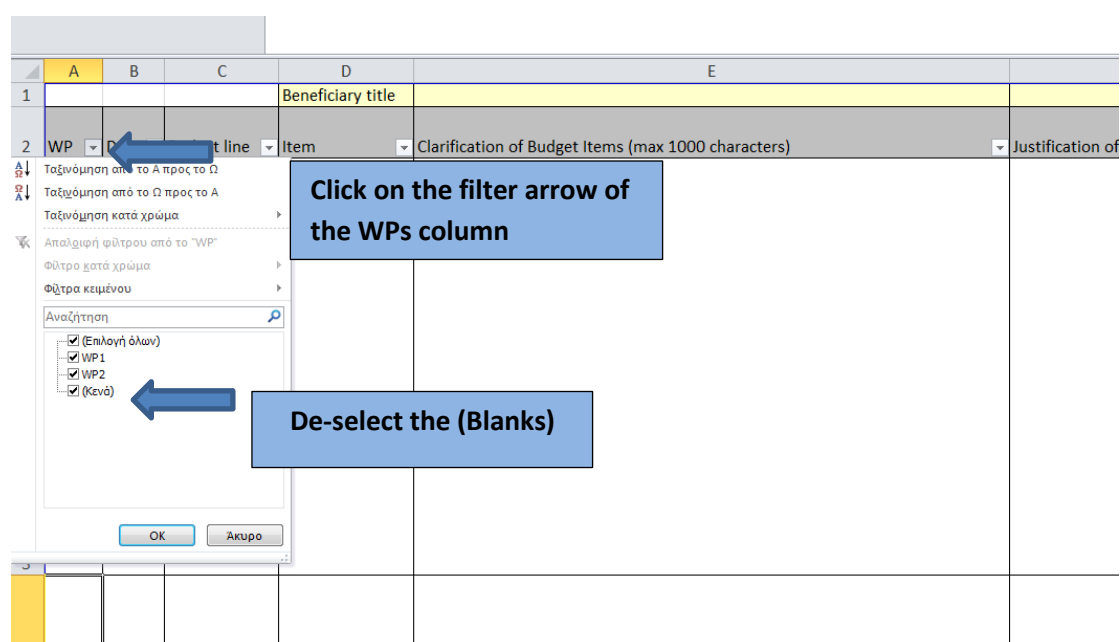 A B C D E
1 Beneficiary title
2 WP line Item Clarification of Budget Items (max 1000 characters) Justification of
Ταξινόμηση από το Α προς το Ω
Ταξινόμηση από το Ω προς το Α
Ταξινόμηση κατά χρώμα
Απαλοιφή φίλτρου από το "WP"
Φίλτρο κατά χρώμα
Φίλτρα κειμένου
Αναζήτηση
(Επιλογή όλων)
WP1
WP2
(Κενά)
OK Άκυρο
Click on the filter arrow of
the WPs column
De-select the (Blanks)